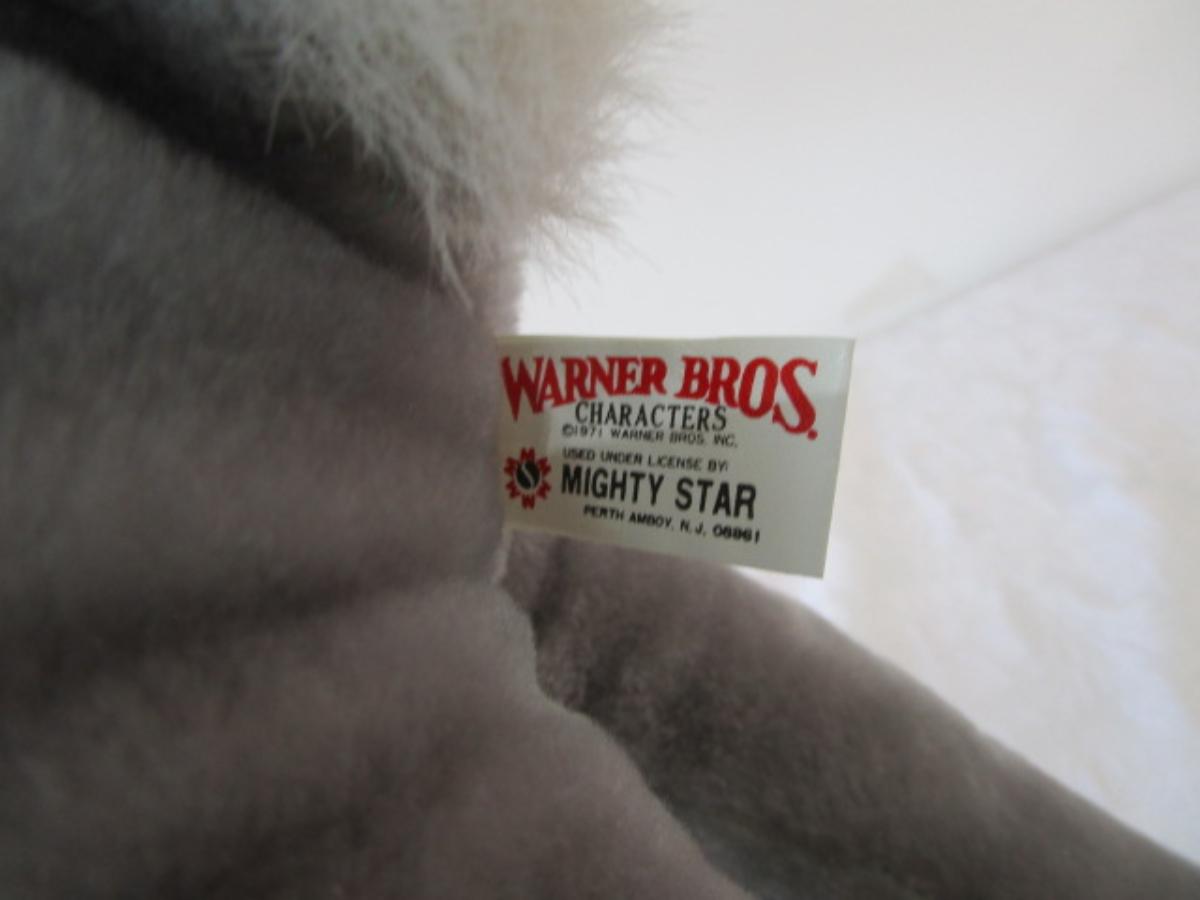 WARNER BROS.
CHARACTERS
©1971 WARNER BROS. INC.
USED UNDER LICENSE BY:
MIGHTY STAR
PERTH AMBOY, N.J. 08861